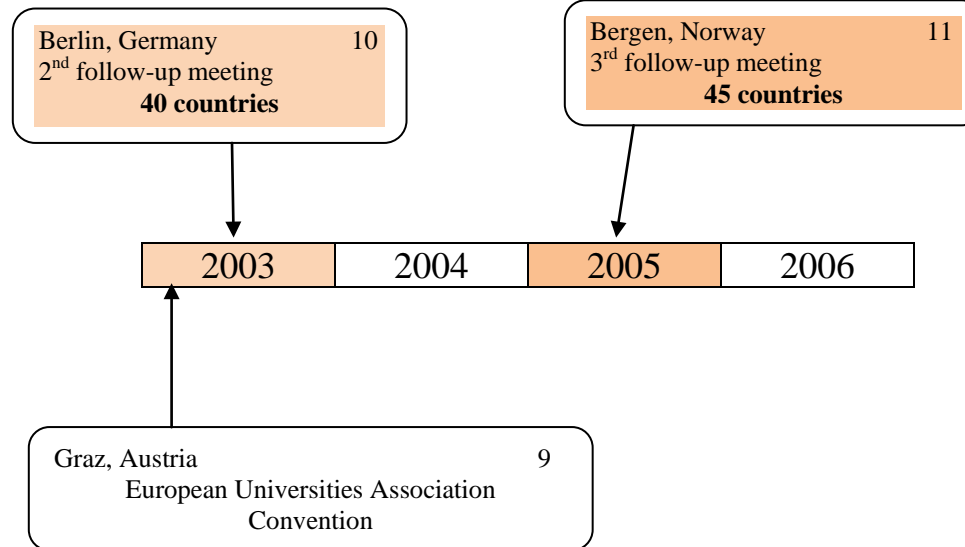 Berlin, Germany 10
2nd follow-up meeting
40 countries
Bergen, Norway 11
3rd follow-up meeting
45 countries
2003 2004 2005 2006
Graz, Austria 9
European Universities Association
Convention